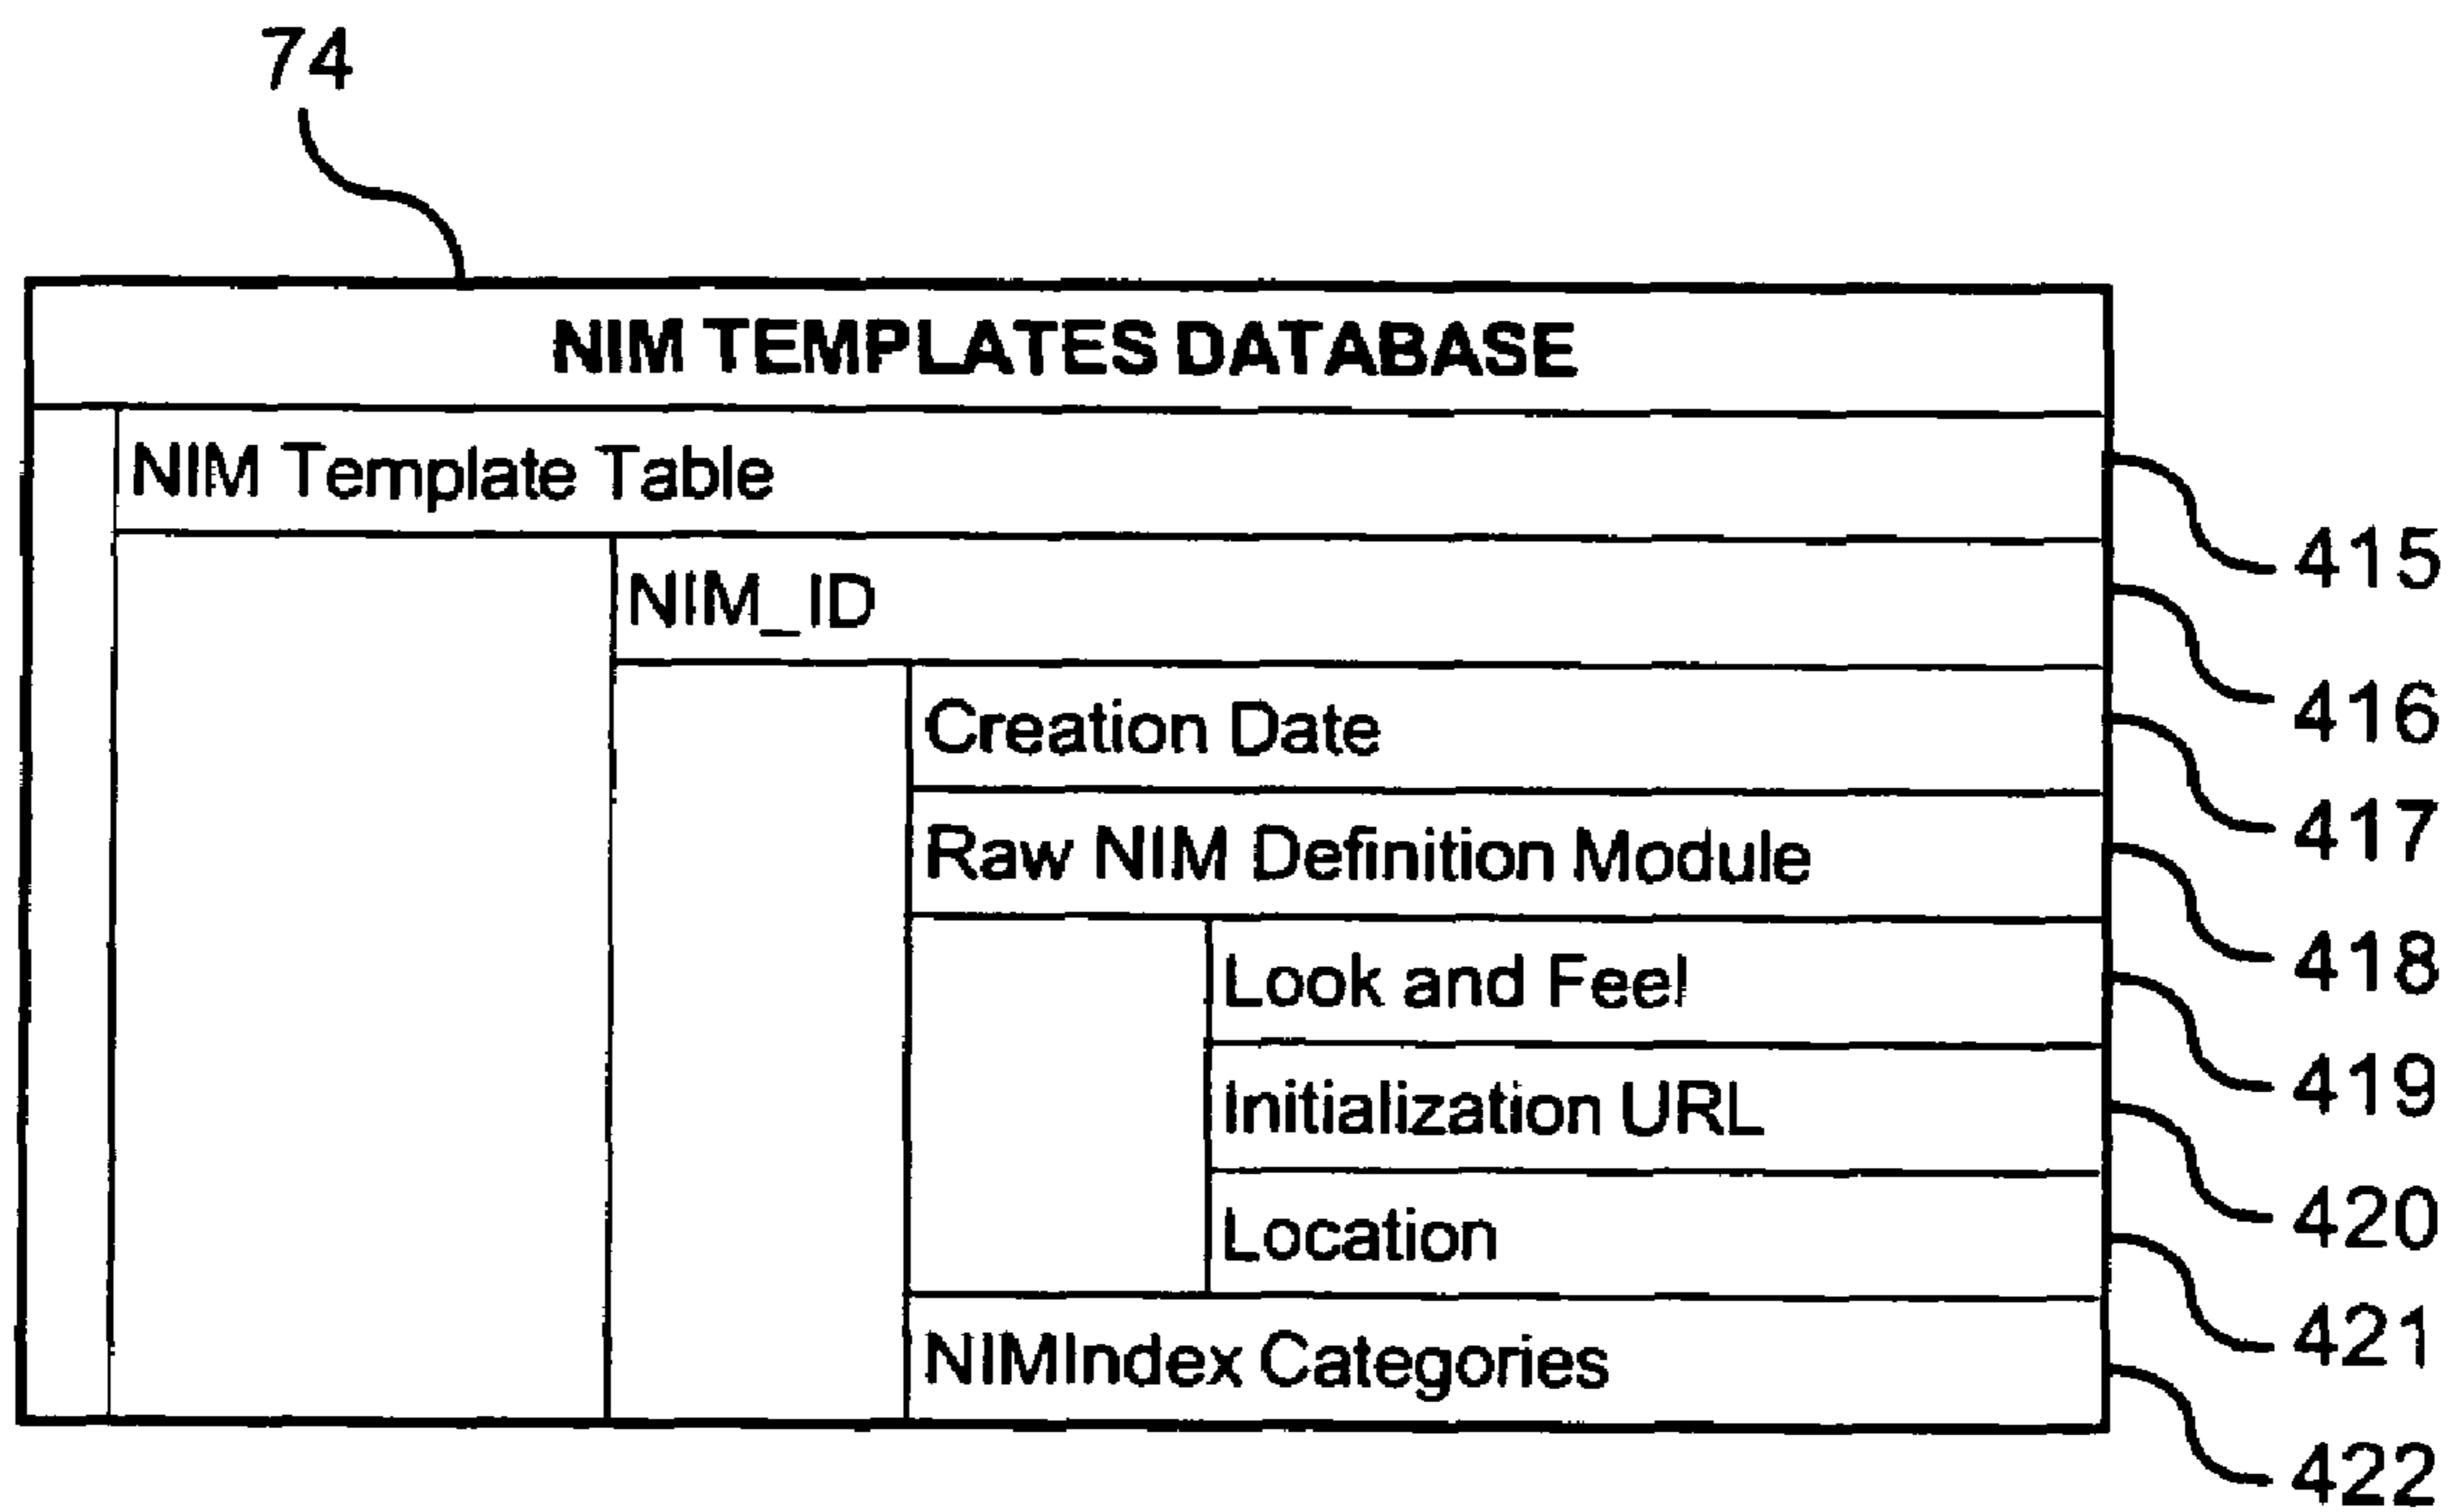 74
NIM TEMPLATES DATABASE
NIM Template Table
415
NIM_ID
416
Creation Date
417
Raw NIM Definition Module
418
Look and Feel
419
Initialization URL
420
Location
421
NIMIndex Categories
422